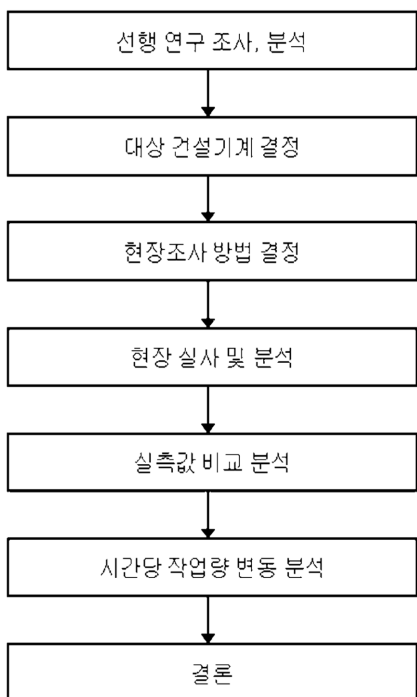 선행 연구 조사, 분석
대상 건설기계 결정
현장조사 방법 결정
현장 실사 및 분석
실측값 비교 분석
시간당 작업량 변동 분석
결론